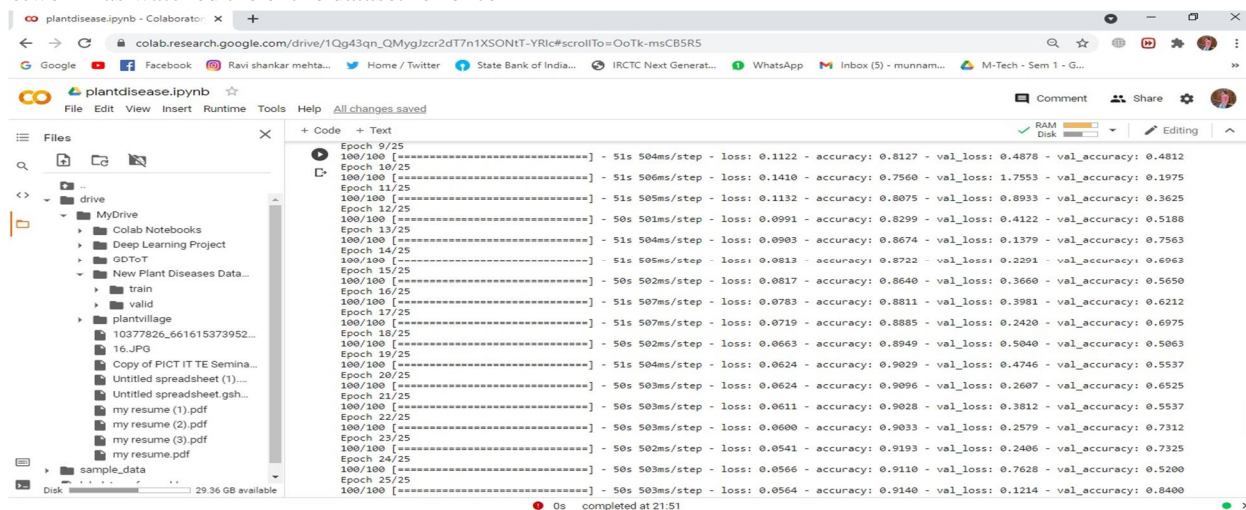 plantdisease.ipynb - Colaborator
colab.research.google.com/drive/1Qg43qn_QMygJzcr2dT7n1XSONtT-YRlc#scrollTo=OoTk-msCB5R5
Google Facebook Ravi shankar mehta... Home / Twitter State Bank of India... IRCTC Next Generat... WhatsApp Inbox (5) - munnam... M-Tech - Sem 1 - G...
plantdisease.ipynb
Comment Share
File Edit View Insert Runtime Tools Help All changes saved
Files
+ Code + Text
RAM
Disk
Editing
..
drive
MyDrive
Colab Notebooks
Deep Learning Project
GDToT
New Plant Diseases Data...
train
valid
plantvillage
10377826_661615373952...
16.JPG
Copy of PICT IT TE Semina...
Untitled spreadsheet (1)....
Untitled spreadsheet.gsh...
my resume (1).pdf
my resume (2).pdf
my resume (3).pdf
my resume.pdf
sample_data
Disk 29.36 GB available
Epoch 9/25
100/100 [==============================] - 51s 504ms/step - loss: 0.1122 - accuracy: 0.8127 - val_loss: 0.4878 - val_accuracy: 0.4812
Epoch 10/25
100/100 [==============================] - 51s 506ms/step - loss: 0.1410 - accuracy: 0.7560 - val_loss: 1.7553 - val_accuracy: 0.1975
Epoch 11/25
100/100 [==============================] - 51s 505ms/step - loss: 0.1132 - accuracy: 0.8075 - val_loss: 0.8933 - val_accuracy: 0.3625
Epoch 12/25
100/100 [==============================] - 50s 501ms/step - loss: 0.0991 - accuracy: 0.8299 - val_loss: 0.4122 - val_accuracy: 0.5188
Epoch 13/25
100/100 [==============================] - 51s 504ms/step - loss: 0.0903 - accuracy: 0.8674 - val_loss: 0.1379 - val_accuracy: 0.7563
Epoch 14/25
100/100 [==============================] - 51s 505ms/step - loss: 0.0813 - accuracy: 0.8722 - val_loss: 0.2291 - val_accuracy: 0.6963
Epoch 15/25
100/100 [==============================] - 50s 502ms/step - loss: 0.0817 - accuracy: 0.8640 - val_loss: 0.3660 - val_accuracy: 0.5650
Epoch 16/25
100/100 [==============================] - 51s 507ms/step - loss: 0.0783 - accuracy: 0.8811 - val_loss: 0.3981 - val_accuracy: 0.6212
Epoch 17/25
100/100 [==============================] - 51s 507ms/step - loss: 0.0719 - accuracy: 0.8885 - val_loss: 0.2420 - val_accuracy: 0.6975
Epoch 18/25
100/100 [==============================] - 50s 502ms/step - loss: 0.0663 - accuracy: 0.8949 - val_loss: 0.5040 - val_accuracy: 0.5063
Epoch 19/25
100/100 [==============================] - 51s 504ms/step - loss: 0.0624 - accuracy: 0.9029 - val_loss: 0.4746 - val_accuracy: 0.5537
Epoch 20/25
100/100 [==============================] - 50s 503ms/step - loss: 0.0624 - accuracy: 0.9096 - val_loss: 0.2607 - val_accuracy: 0.6525
Epoch 21/25
100/100 [==============================] - 50s 503ms/step - loss: 0.0611 - accuracy: 0.9028 - val_loss: 0.3812 - val_accuracy: 0.5537
Epoch 22/25
100/100 [==============================] - 50s 503ms/step - loss: 0.0600 - accuracy: 0.9033 - val_loss: 0.2579 - val_accuracy: 0.7312
Epoch 23/25
100/100 [==============================] - 50s 502ms/step - loss: 0.0541 - accuracy: 0.9193 - val_loss: 0.2406 - val_accuracy: 0.7325
Epoch 24/25
100/100 [==============================] - 50s 503ms/step - loss: 0.0566 - accuracy: 0.9110 - val_loss: 0.7628 - val_accuracy: 0.5200
Epoch 25/25
100/100 [==============================] - 50s 503ms/step - loss: 0.0564 - accuracy: 0.9140 - val_loss: 0.1214 - val_accuracy: 0.8400
0s completed at 21:51